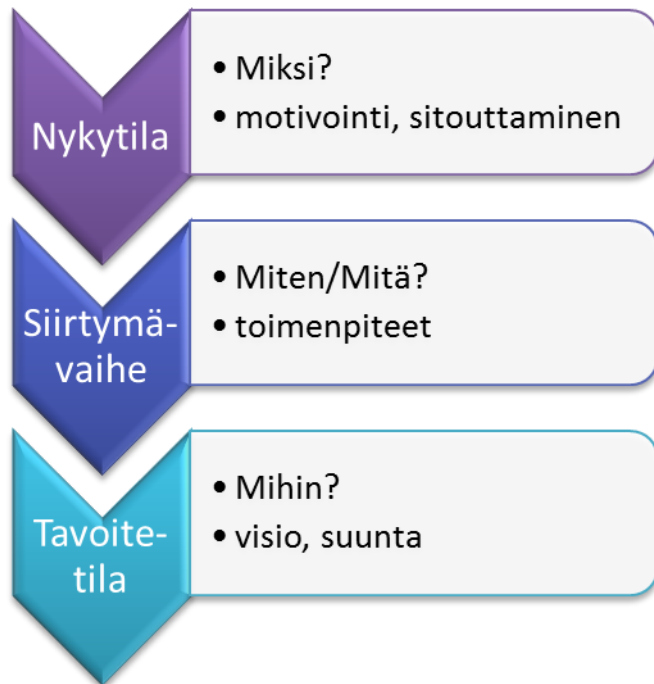 Nykytila
• Miksi?
• motivointi, sitouttaminen
Siirtymä-
vaihe
• Miten/Mitä?
• toimenpiteet
Tavoite-
tila
• Mihin?
• visio, suunta